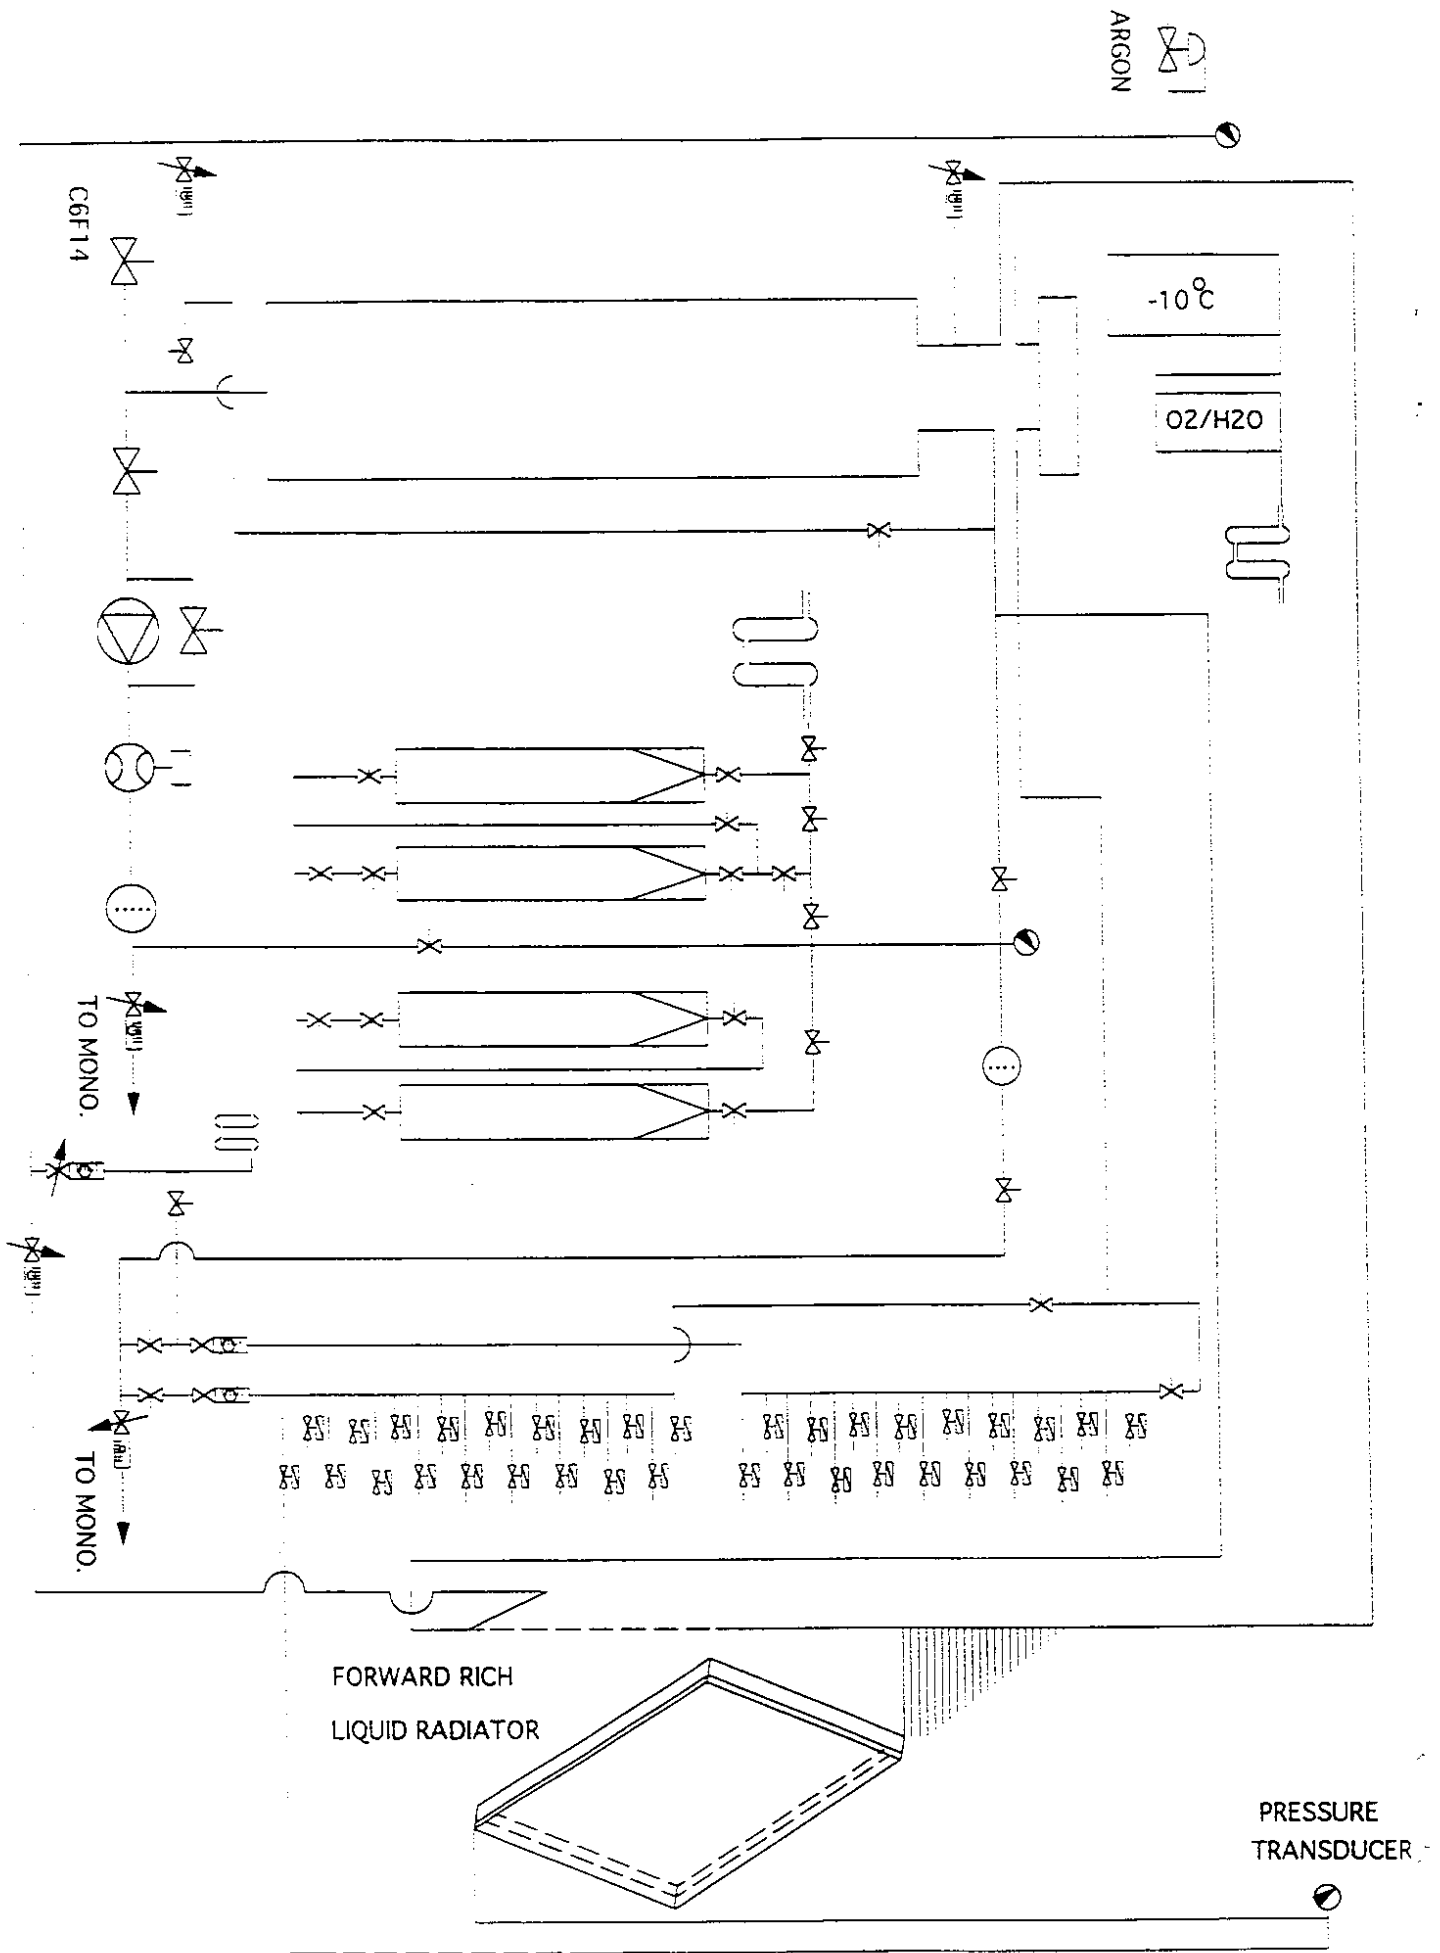 ARGON
C6F14
-10°C
O2/H2O
TO MONO.
TO MONO.
FORWARD RICH
LIQUID RADIATOR
PRESSURE
TRANSDUCER